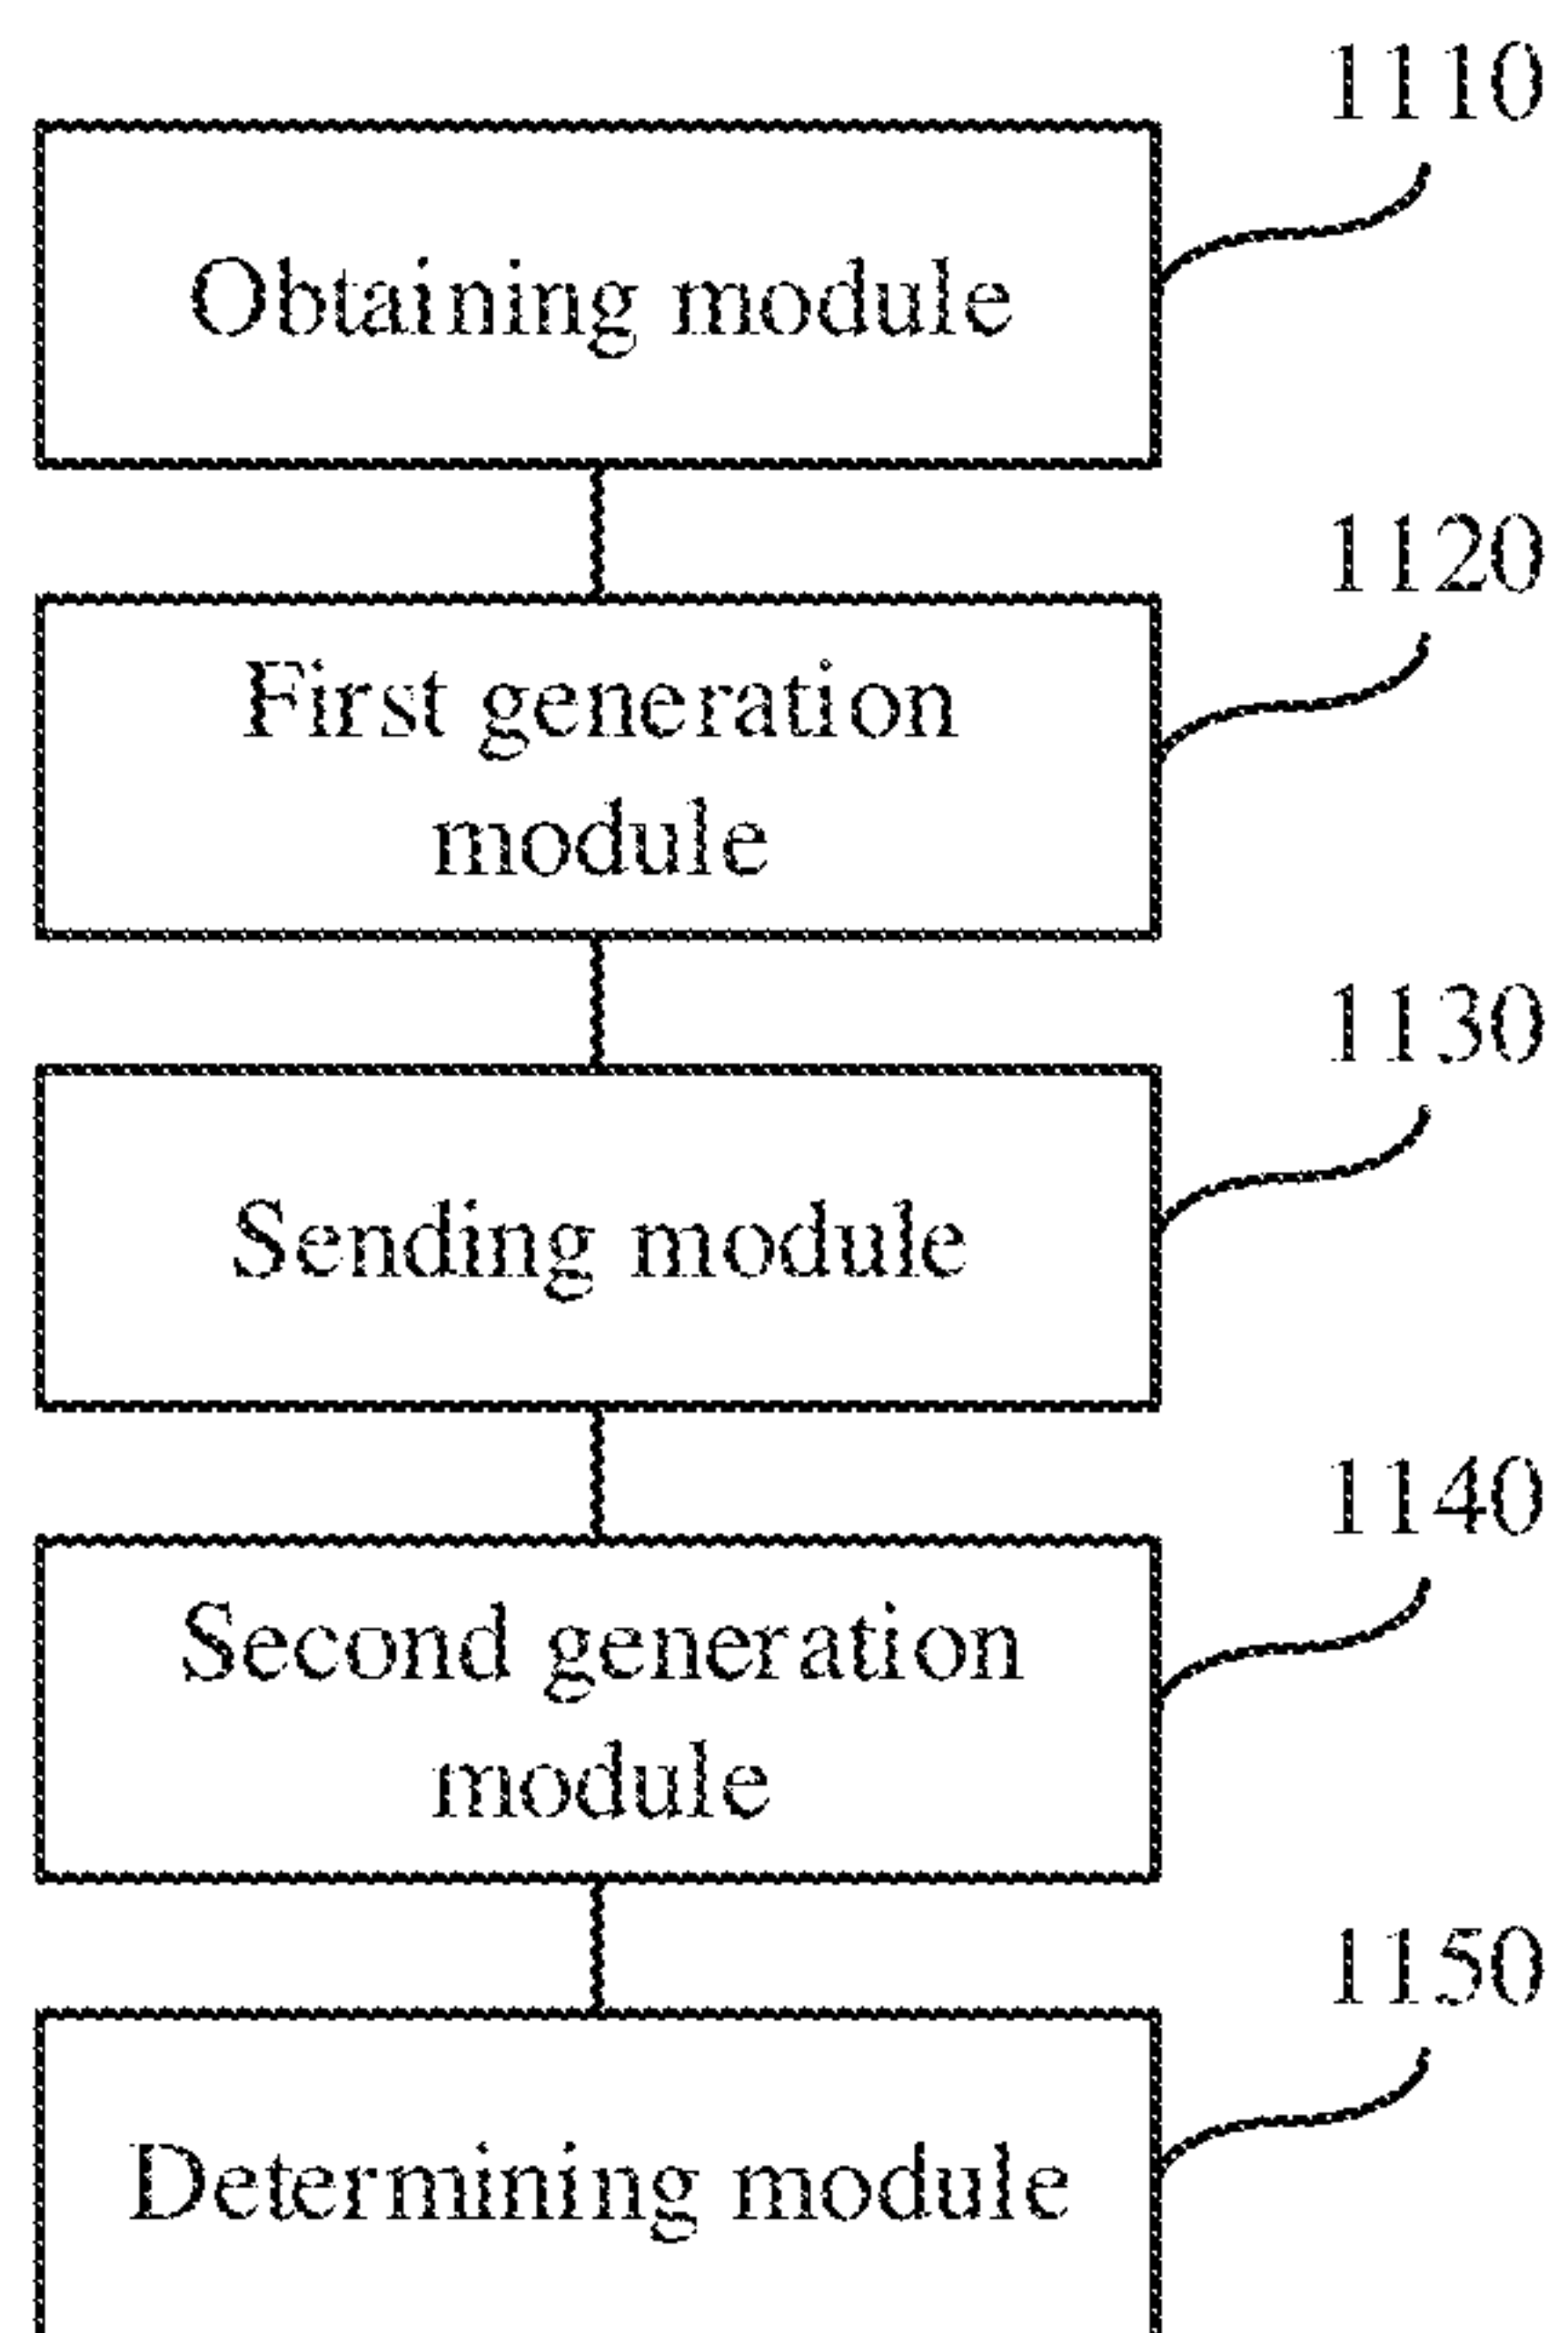 1110
Obtaining module
1120
First generation
module
1130
Sending module
1140
Second generation
module
1150
Determining module